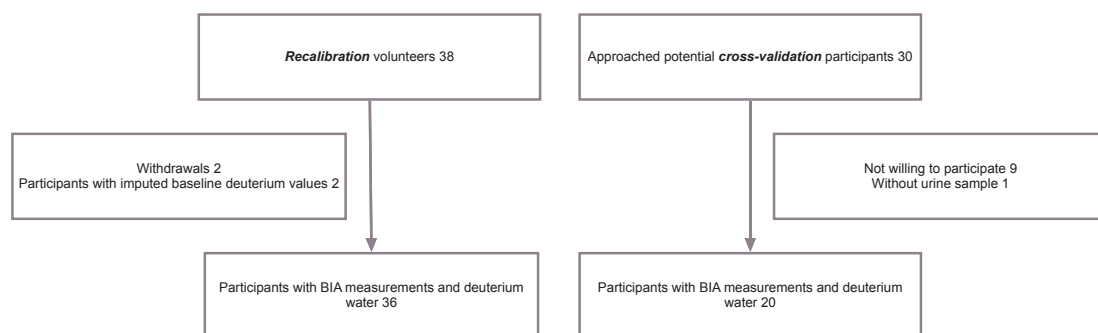 Recalibration volunteers 38
Approached potential cross-validation participants 30
Withdrawals 2
Participants with imputed baseline deuterium values 2
Not willing to participate 9
Without urine sample 1
Participants with BIA measurements and deuterium
water 36
Participants with BIA measurements and deuterium
water 20